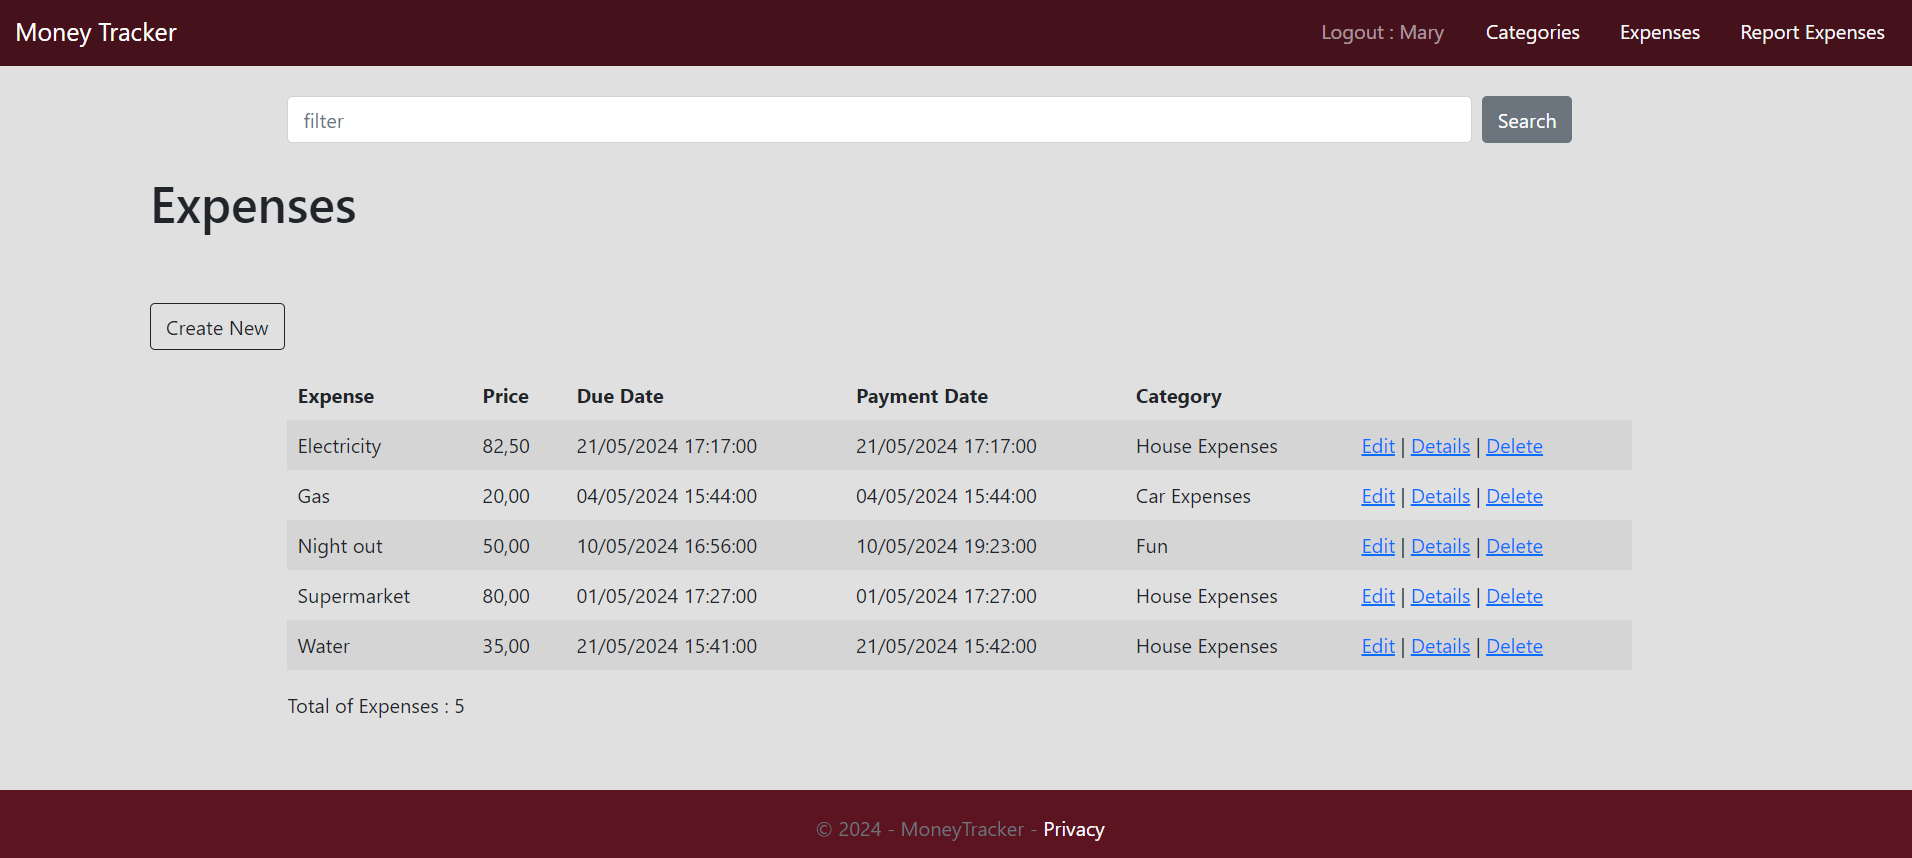 Money Tracker Logout : Mary Categories Expenses Report Expenses
filter Search
Expenses
Create New
Expense Price Due Date Payment Date Category
Electricity 82,50 21/05/2024 17:17:00 21/05/2024 17:17:00 House Expenses Edit | Details | Delete
Gas 20,00 04/05/2024 15:44:00 04/05/2024 15:44:00 Car Expenses Edit | Details | Delete
Night out 50,00 10/05/2024 16:56:00 10/05/2024 19:23:00 Fun Edit | Details | Delete
Supermarket 80,00 01/05/2024 17:27:00 01/05/2024 17:27:00 House Expenses Edit | Details | Delete
Water 35,00 21/05/2024 15:41:00 21/05/2024 15:42:00 House Expenses Edit | Details | Delete
Total of Expenses : 5
© 2024 - MoneyTracker - Privacy